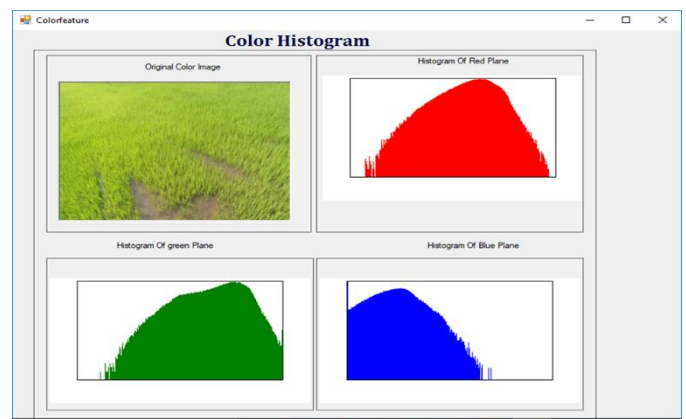 Colorfeature
Color Histogram
Original Color Image
Histogram Of Red Plane
Histogram Of green Plane
Histogram Of Blue Plane